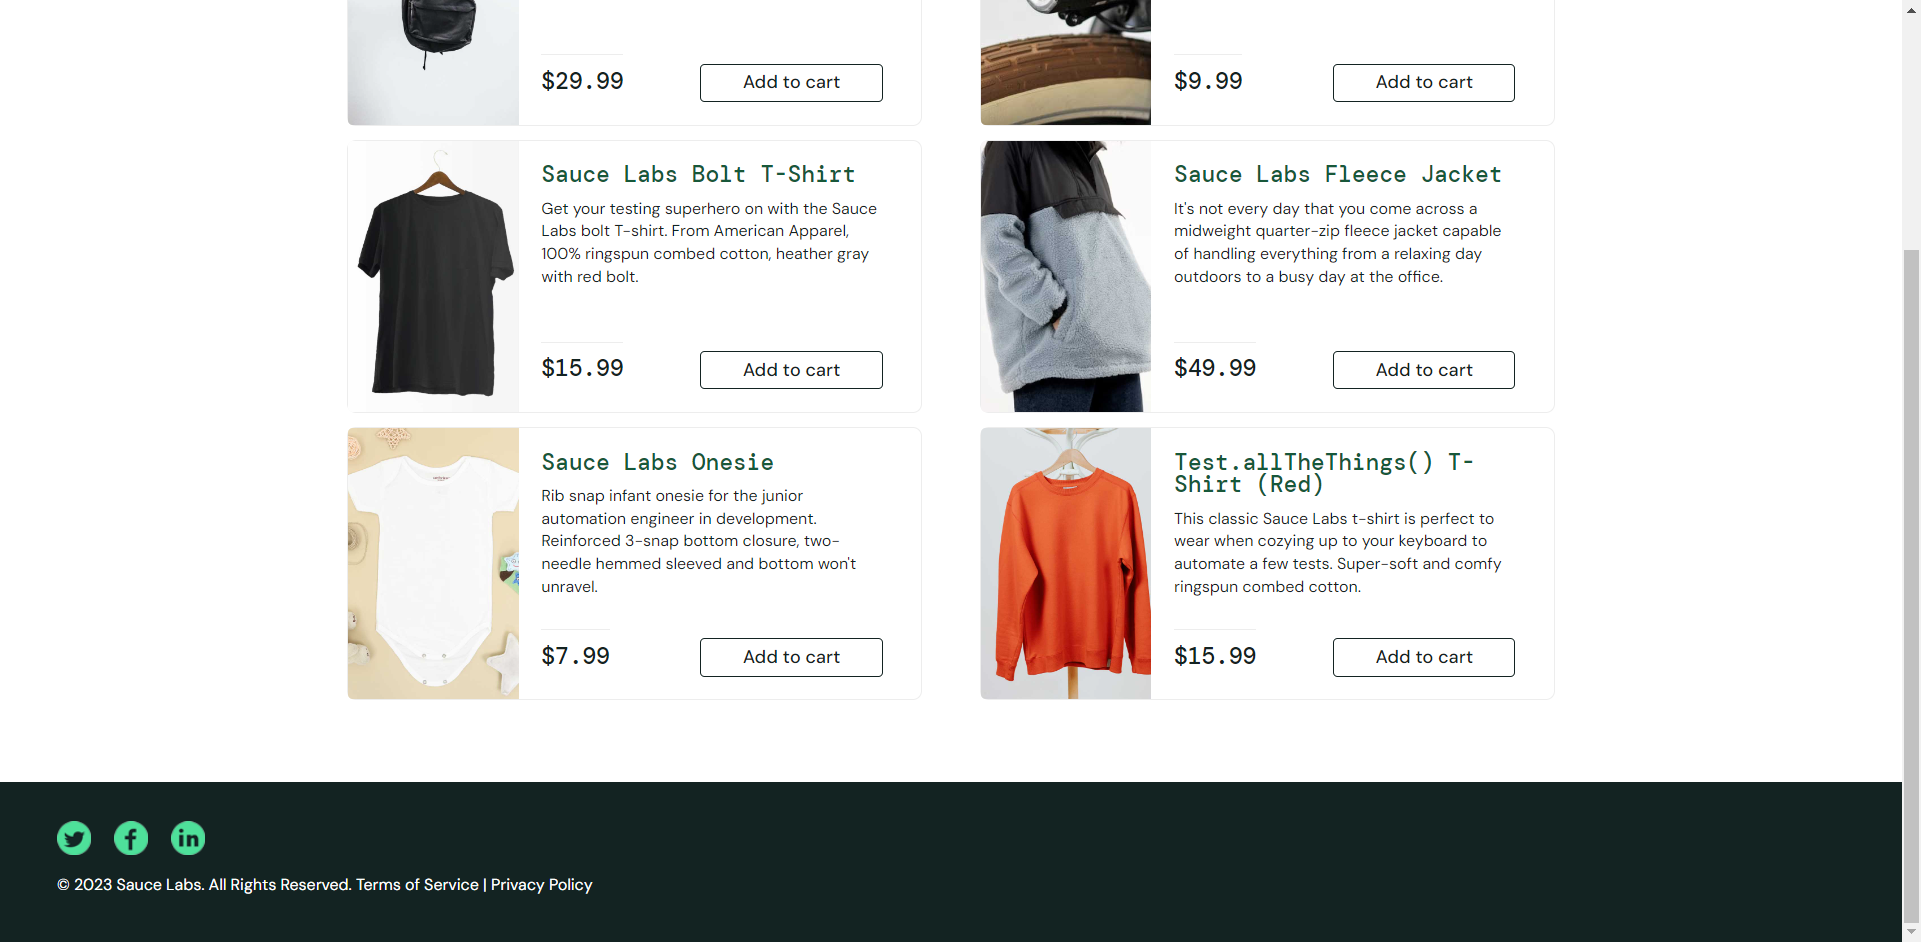 $29.99
Add to cart
$9.99
Add to cart
Sauce Labs Bolt T-Shirt
Get your testing superhero on with the Sauce
Labs bolt T-shirt. From American Apparel,
100% ringspun combed cotton, heather gray
with red bolt.
$15.99
Add to cart
Sauce Labs Fleece Jacket
It's not every day that you come across a
midweight quarter-zip fleece jacket capable
of handling everything from a relaxing day
outdoors to a busy day at the office.
$49.99
Add to cart
Sauce Labs Onesie
Rib snap infant onesie for the junior
automation engineer in development.
Reinforced 3-snap bottom closure, two-
needle hemmed sleeved and bottom won't
unravel.
$7.99
Add to cart
Test.allTheThings() T-
Shirt (Red)
This classic Sauce Labs t-shirt is perfect to
wear when cozying up to your keyboard to
automate a few tests. Super-soft and comfy
ringspun combed cotton.
$15.99
Add to cart
© 2023 Sauce Labs. All Rights Reserved. Terms of Service | Privacy Policy